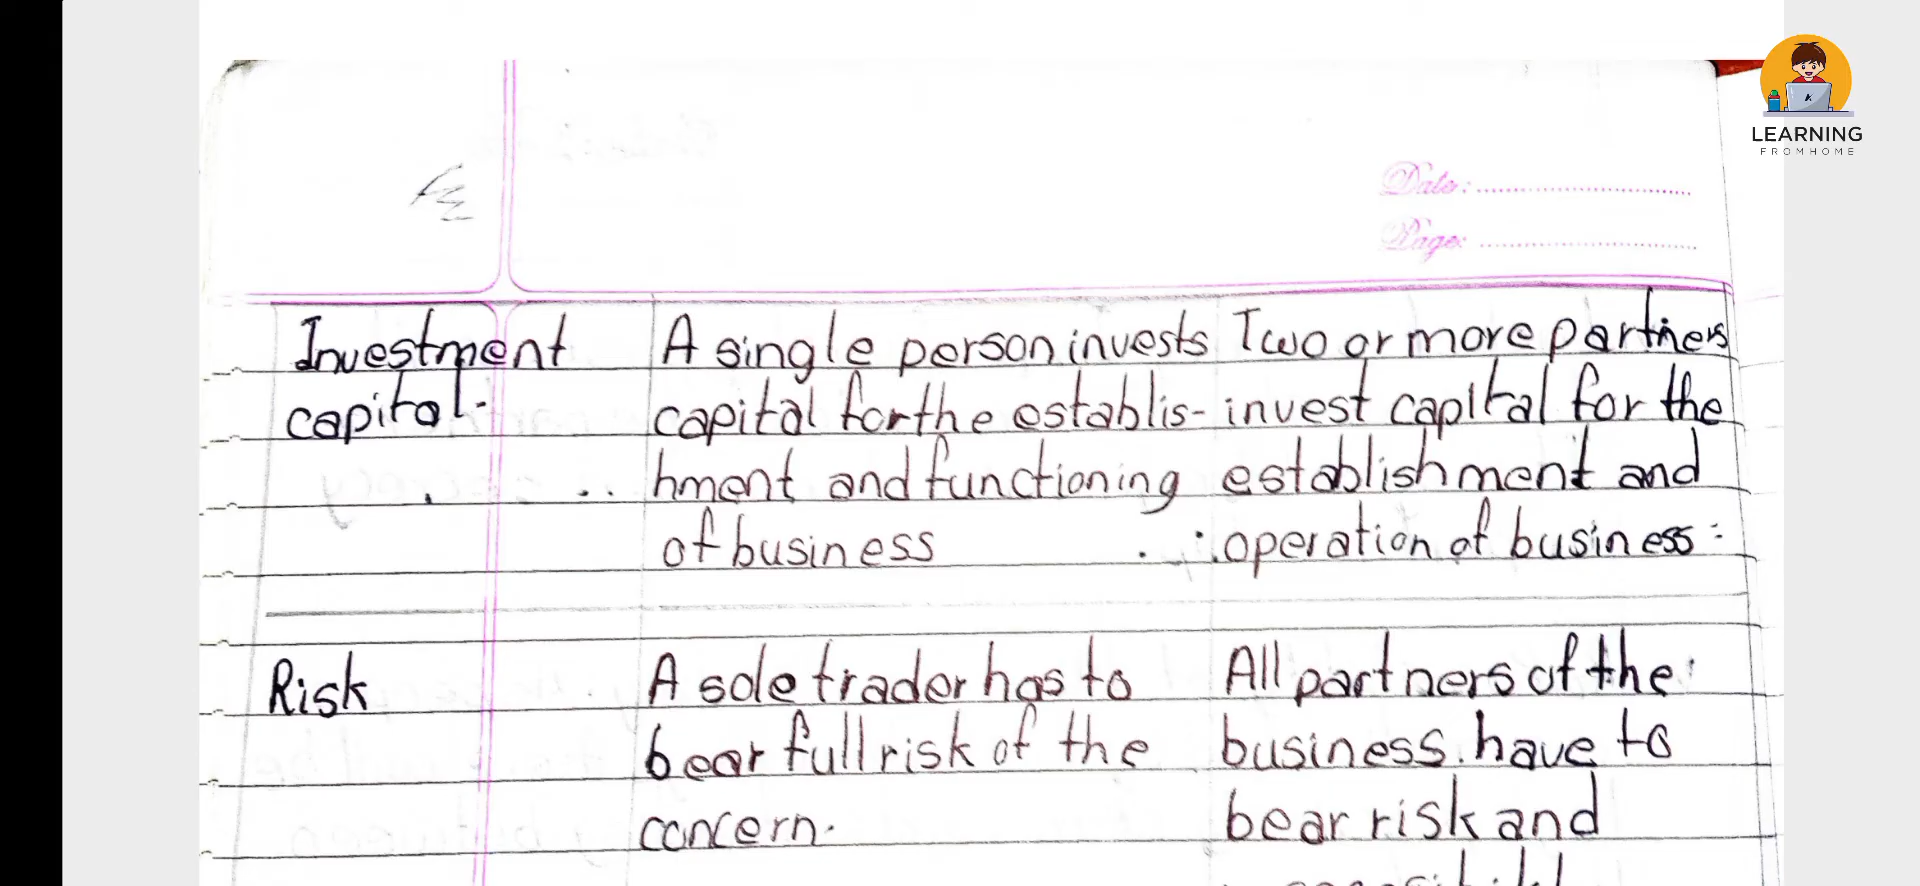 LEARNING
FROMHOME
Date:
Page:
Investment
capital.
A single person invests
capital for the establis-
hment and functioning
of business
Two or more partners
invest capital for the
establishment and
operation of business
Risk
A sole trader has to
bear full risk of the
concern.
All partners of the
business have to
bear risk and